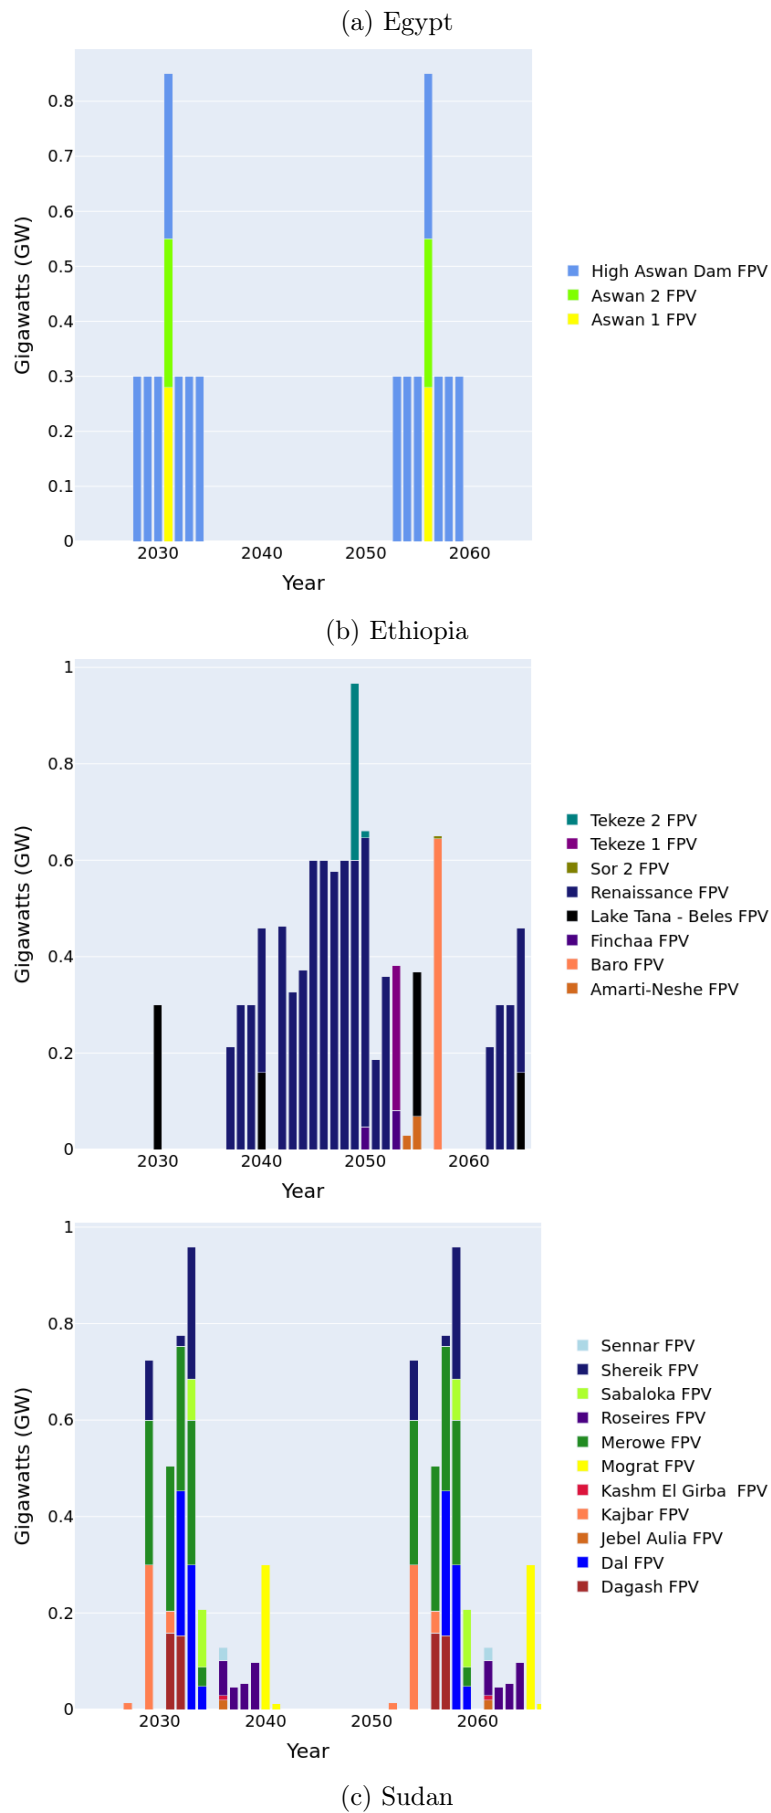 (a) Egypt
0.8
0.7
0.6
0.5
0.4
0.3
0.2
0.1
0
Gigawatts (GW)
2030 2040 2050 2060
Year
High Aswan Dam FPV
Aswan 2 FPV
Aswan 1 FPV
(b) Ethiopia
1
0.8
0.6
0.4
0.2
0
Gigawatts (GW)
2030 2040 2050 2060
Year
Tekeze 2 FPV
Tekeze 1 FPV
Sor 2 FPV
Renaissance FPV
Lake Tana - Beles FPV
Finchaa FPV
Baro FPV
Amarti-Neshe FPV
1
0.8
0.6
0.4
0.2
0
Gigawatts (GW)
2030 2040 2050 2060
Year
Sennar FPV
Shereik FPV
Sabaloka FPV
Roseires FPV
Merowe FPV
Mograt FPV
Kashm El Girba  FPV
Kajbar FPV
Jebel Aulia FPV
Dal FPV
Dagash FPV
(c) Sudan